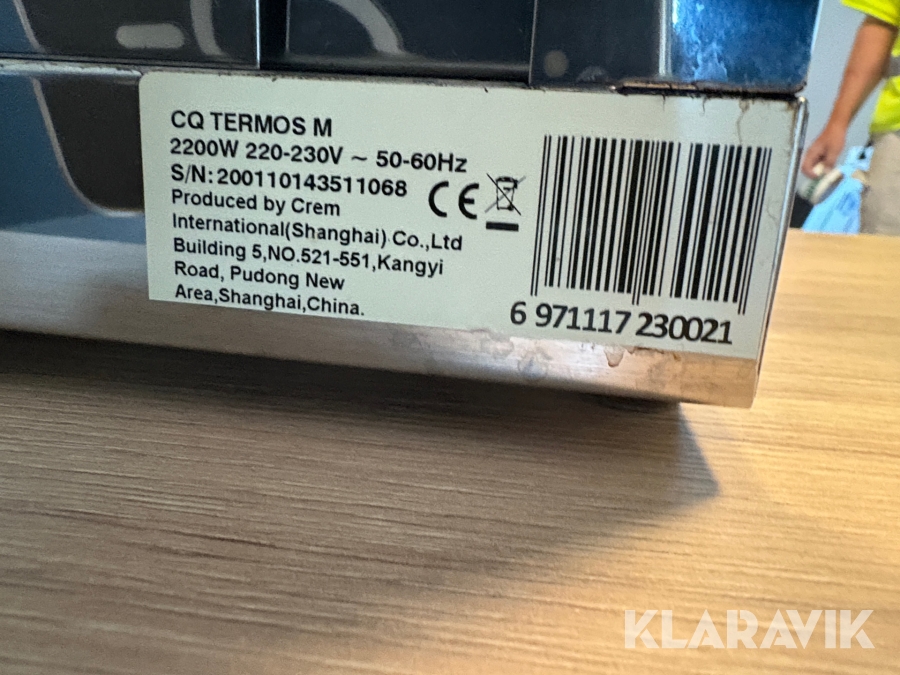 CQ TERMOS M
2200W 220-230V ~ 50-60Hz
S/N: 200110143511068
Produced by Crem
International(Shanghai) Co.,Ltd
Building 5,NO.521-551,Kangyi
Road, Pudong New
Area,Shanghai,China.
CE
6 971117 230021
KLARAVIK